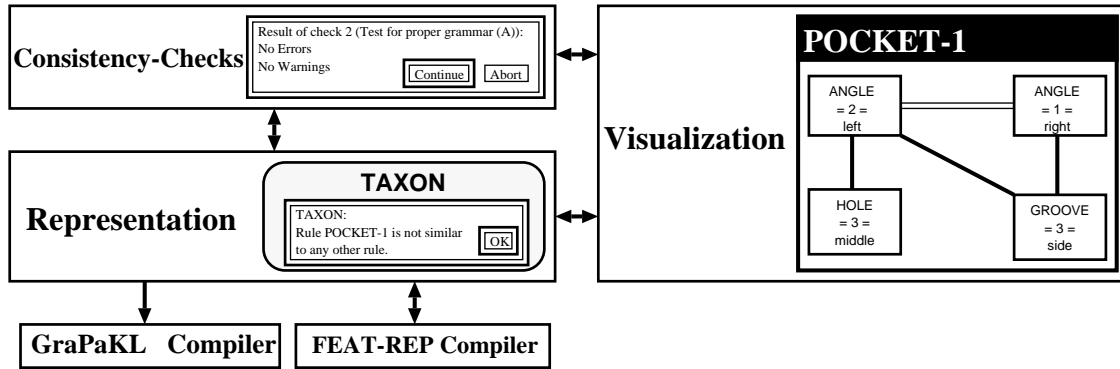 Consistency-Checks
Result of check 2 (Test for proper grammar (A)):
No Errors
No Warnings
Continue
Abort
Representation
TAXON
TAXON:
Rule POCKET-1 is not similar
to any other rule.
OK
GraPaKL Compiler
FEAT-REP Compiler
Visualization
POCKET-1
ANGLE
= 2 =
left
ANGLE
= 1 =
right
HOLE
= 3 =
middle
GROOVE
= 3 =
side